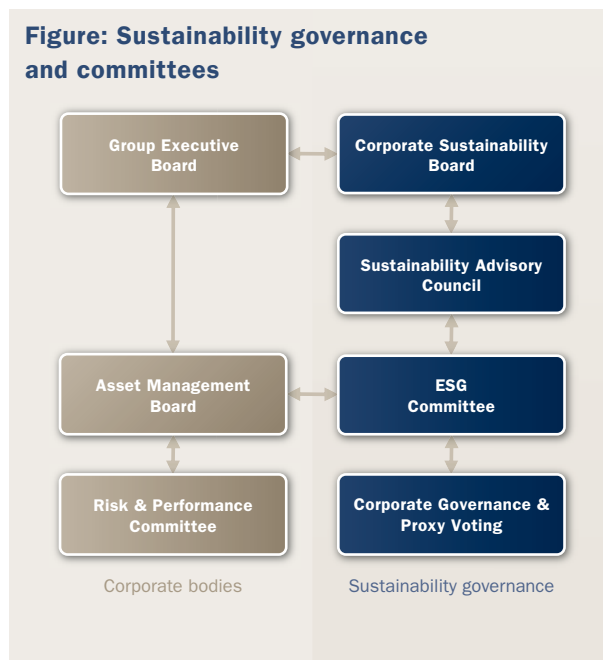 Figure: Sustainability governance
and committees
Group Executive
Board
Corporate Sustainability
Board
Sustainability Advisory
Council
Asset Management
Board
ESG
Committee
Risk & Performance
Committee
Corporate Governance &
Proxy Voting
Corporate bodies
Sustainability governance